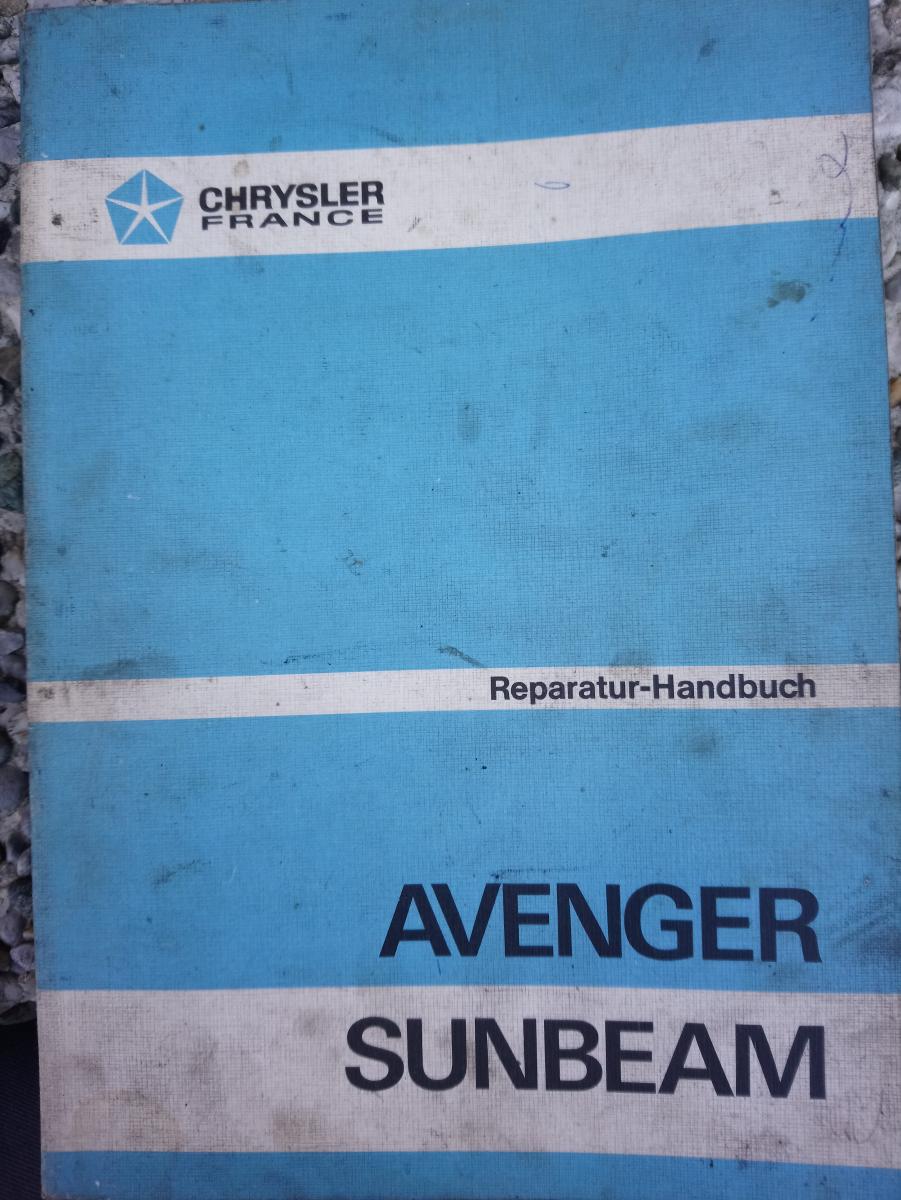 CHRYSLER
FRANCE
Reparatur-Handbuch
AVENGER
SUNBEAM